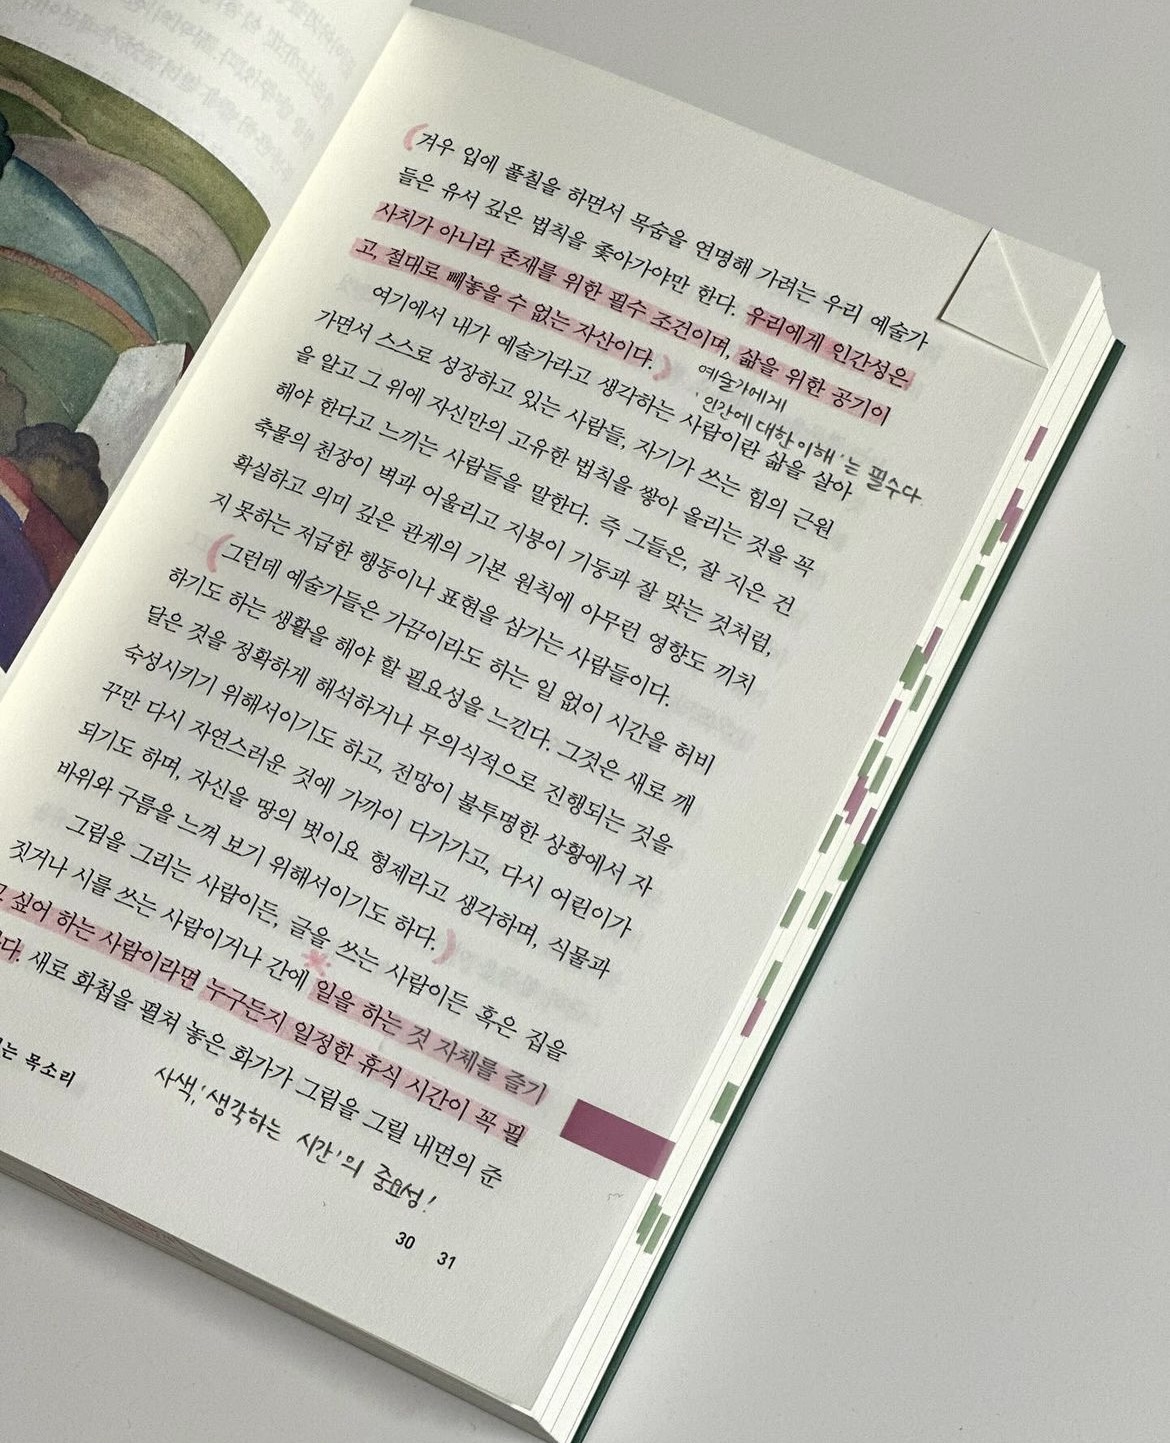 겨우 입에 풀칠을 하면서 목숨을 연명해 가려는 우리 예술가
들은 유서 깊은 법칙을 좇아가야만 한다. 우리에게 인간성은
사치가 아니라 존재를 위한 필수 조건이며, 삶을 위한 공기이
고, 절대로 빼놓을 수 없는 자산이다.
예술가에게
'인간에 대한 이해'는 필수다
여기에서 내가 예술가라고 생각하는 사람이란 삶을 살아
가면서 스스로 성장하고 있는 사람들, 자기가 쓰는 힘의 근원
을 알고 그 위에 자신만의 고유한 법칙을 쌓아 올리는 것을 꼭
해야 한다고 느끼는 사람들을 말한다. 즉 그들은, 잘 지은 건
축물의 천장이 벽과 어울리고 지붕이 기둥과 잘 맞는 것처럼,
확실하고 의미 깊은 관계의 기본 원칙에 아무런 영향도 끼치
지 못하는 저급한 행동이나 표현을 삼가는 사람들이다.
그런데 예술가들은 가끔이라도 하는 일 없이 시간을 허비
하기도 하는 생활을 해야 할 필요성을 느낀다. 그것은 새로 깨
달은 것을 정확하게 해석하거나 무의식적으로 진행되는 것을
숙성시키기 위해서이기도 하고, 전망이 불투명한 상황에서 자
꾸만 다시 자연스러운 것에 가까이 다가가고, 다시 어린이가
되기도 하며, 자신을 땅의 벗이요 형제라고 생각하며, 식물과
바위와 구름을 느껴 보기 위해서이기도 하다.
그림을 그리는 사람이든, 글을 쓰는 사람이든 혹은 집을
짓거나 시를 쓰는 사람이거나 간에 일을 하는 것 자체를 즐기
고 싶어 하는 사람이라면 누구든지 일정한 휴식 시간이 꼭 필
다. 새로 화첩을 펼쳐 놓은 화가가 그림을 그릴 내면의 준
사색, '생각하는 시간'의 중요성!
는 목소리
30 31